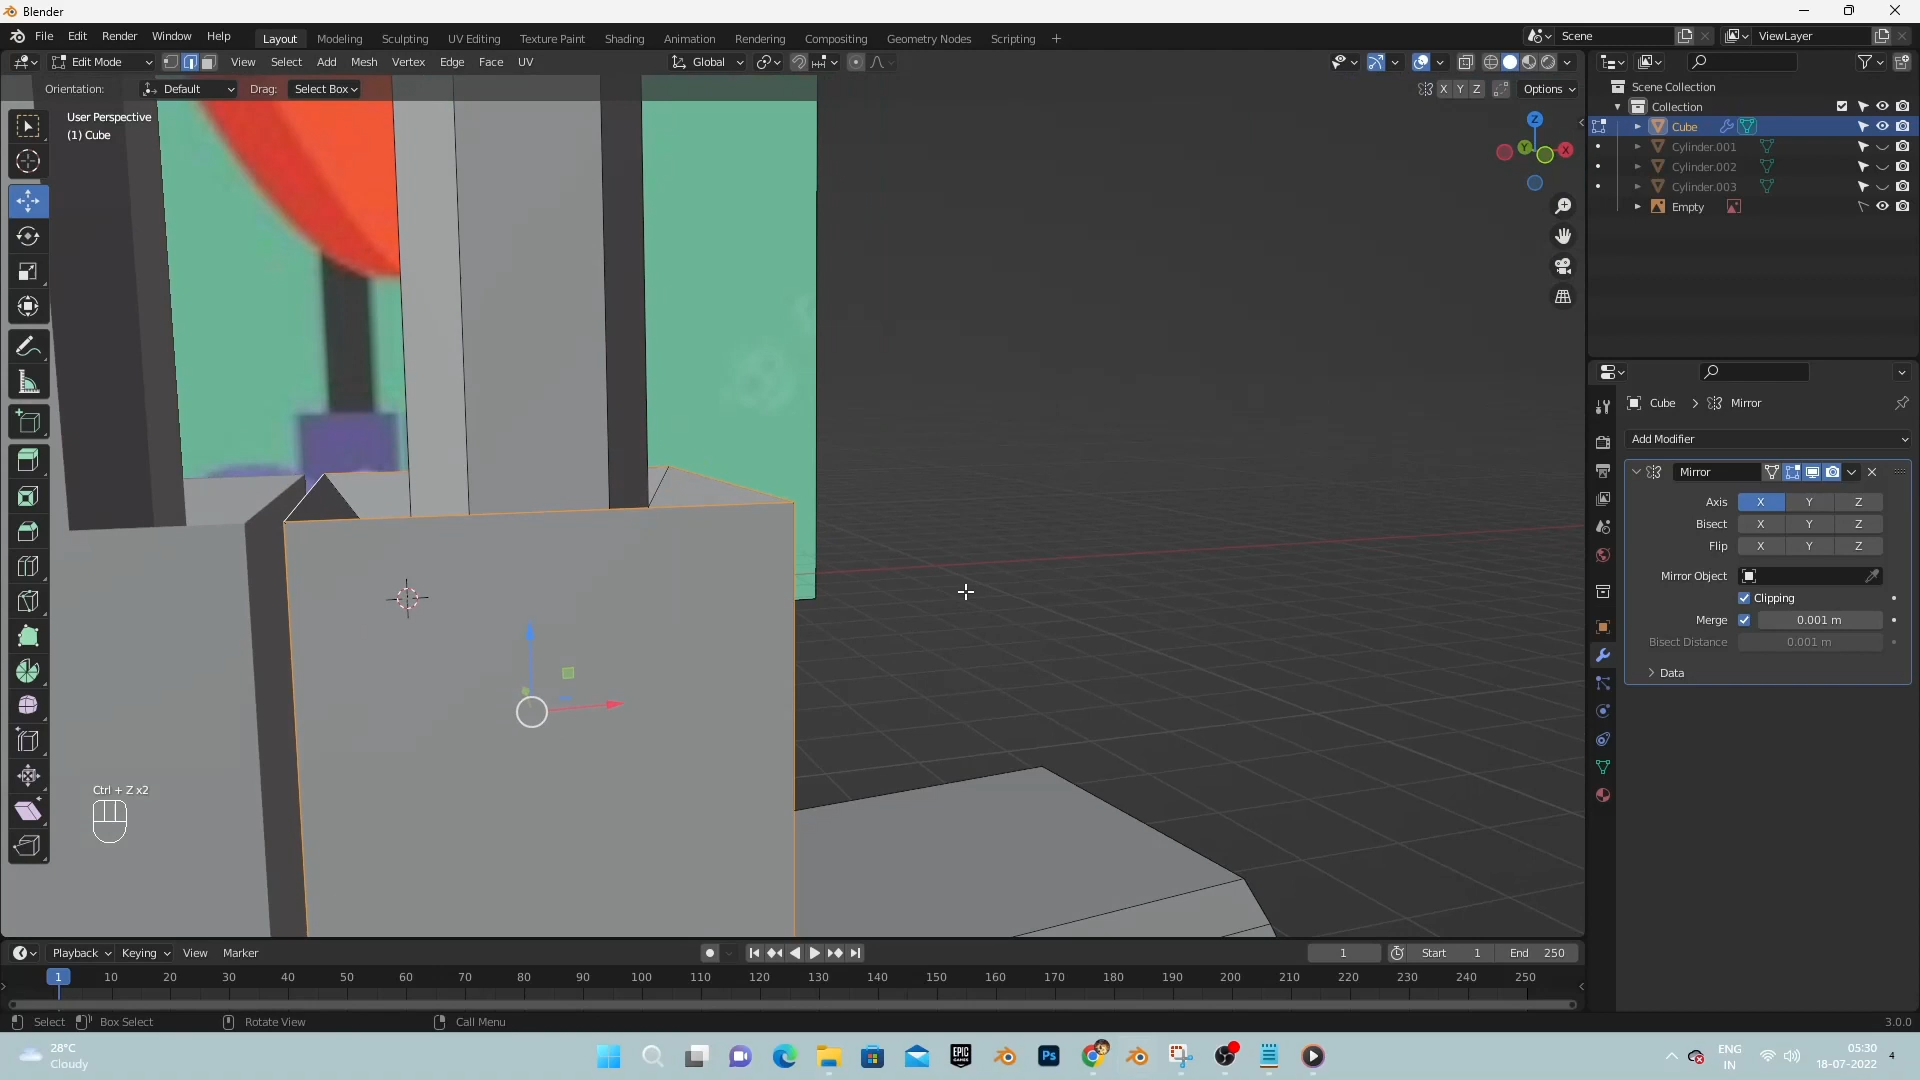 Blender
File Edit Render Window Help
Layout Modeling Sculpting UV Editing Texture Paint Shading Animation Rendering Compositing Geometry Nodes Scripting +
Scene ViewLayer
Edit Mode View Select Add Mesh Vertex Edge Face UV Global
Orientation: Default Drag: Select Box
X Y Z Options
User Perspective
(1) Cube
Z
Y
X
Ctrl + Z x2
Scene Collection
Collection
Cube
Cylinder.001
Cylinder.002
Cylinder.003
Empty
Cube > Mirror
Add Modifier
Mirror
Axis X Y Z
Bisect X Y Z
Flip X Y Z
Mirror Object
Clipping
Merge 0.001 m
Bisect Distance 0.001 m
Data
Playback Keying View Marker
1 Start 1 End 250
1 10 20 30 40 50 60 70 80 90 100 110 120 130 140 150 160 170 180 190 200 210 220 230 240 250
Select Box Select Rotate View Call Menu
3.0.0
28°C
Cloudy
EPIC
GAMES
Ps
ENG
IN
05:30
18-07-2022
4